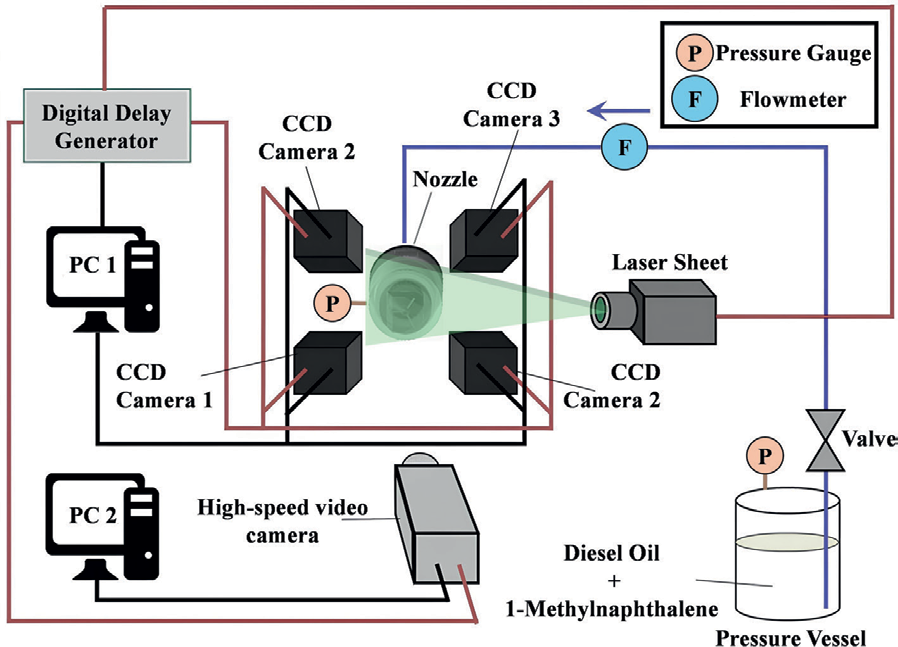 P Pressure Gauge
F Flowmeter
Digital Delay
Generator
CCD
Camera 2
CCD
Camera 3
Nozzle
F
PC 1
P
Laser Sheet
CCD
Camera 1
CCD
Camera 2
Valve
P
PC 2
High-speed video
camera
Diesel Oil
+
1-Methylnaphthalene
Pressure Vessel